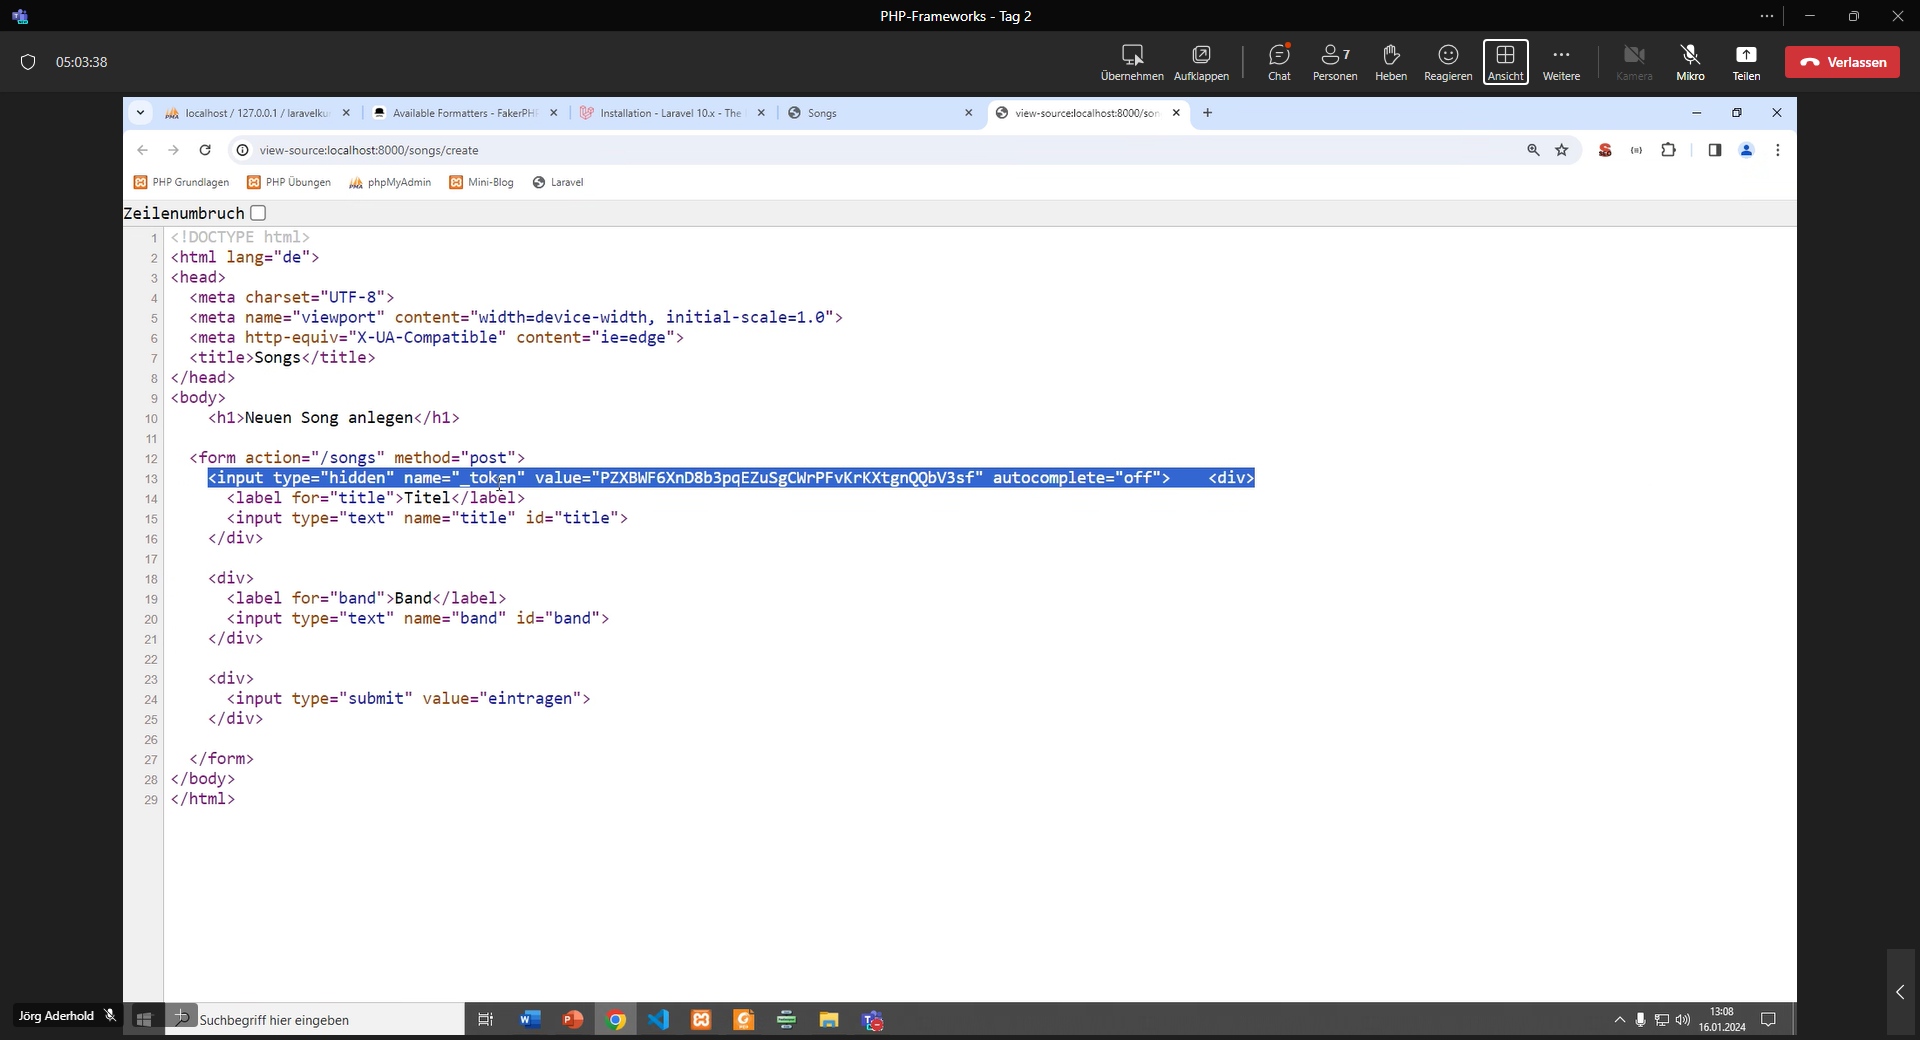 PHP-Frameworks - Tag 2
05:03:38
Übernehmen
Aufklappen
Chat
7
Personen
Heben
Reagieren
Ansicht
Weitere
Kamera
Mikro
Teilen
Verlassen
localhost / 127.0.0.1 / laravelku
Available Formatters - FakerPHP
Installation - Laravel 10.x - The
Songs
view-source:localhost:8000/son
view-source:localhost:8000/songs/create
PHP Grundlagen
PHP Übungen
phpMyAdmin
Mini-Blog
Laravel
Zeilenumbruch
1 <!DOCTYPE html>
2 <html lang="de">
3 <head>
4 <meta charset="UTF-8">
5 <meta name="viewport" content="width=device-width, initial-scale=1.0">
6 <meta http-equiv="X-UA-Compatible" content="ie=edge">
7 <title>Songs</title>
8 </head>
9 <body>
10 <h1>Neuen Song anlegen</h1>
11
12 <form action="/songs" method="post">
13 <input type="hidden" name="_token" value="PZXBWF6XnD8b3pqEZuSgCWrPFvKrKXtgnQQbV3sf" autocomplete="off"> <div>
14 <label for="title">Titel</label>
15 <input type="text" name="title" id="title">
16 </div>
17
18 <div>
19 <label for="band">Band</label>
20 <input type="text" name="band" id="band">
21 </div>
22
23 <div>
24 <input type="submit" value="eintragen">
25 </div>
26
27 </form>
28 </body>
29 </html>
Jörg Aderhold
Suchbegriff hier eingeben
13:08
16.01.2024